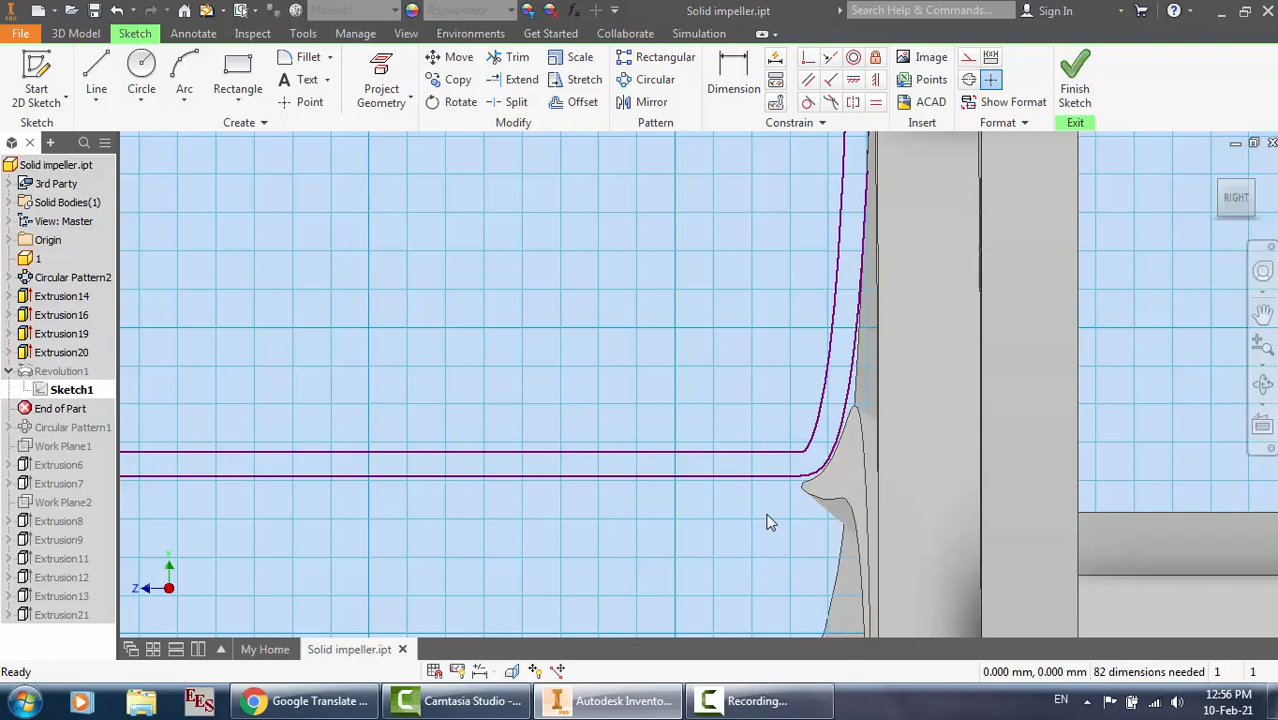 Material
Appearance
Solid impeller.ipt
Search Help & Commands...
Sign In
PRO
File
3D Model
Sketch
Annotate
Inspect
Tools
Manage
View
Environments
Get Started
Collaborate
Simulation
Start
2D Sketch
Line
Circle
Arc
Rectangle
Fillet
Text
Point
Project
Geometry
Move
Copy
Rotate
Trim
Extend
Split
Scale
Stretch
Offset
Rectangular
Circular
Mirror
Dimension
Image
Points
ACAD
Show Format
Finish
Sketch
Sketch
Create
Modify
Pattern
Constrain
Insert
Format
Exit
Solid impeller.ipt
3rd Party
Solid Bodies(1)
View: Master
Origin
1
Circular Pattern2
Extrusion14
Extrusion16
Extrusion19
Extrusion20
Revolution1
Sketch1
End of Part
Circular Pattern1
Work Plane1
Extrusion6
Extrusion7
Work Plane2
Extrusion8
Extrusion9
Extrusion11
Extrusion12
Extrusion13
Extrusion21
RIGHT
Y
Z
My Home
Solid impeller.ipt
Ready
0.000 mm, 0.000 mm
82 dimensions needed
1
1
EES
Google Translate ...
Camtasia Studio - ...
Autodesk Invento...
Recording...
EN
12:56 PM
10-Feb-21